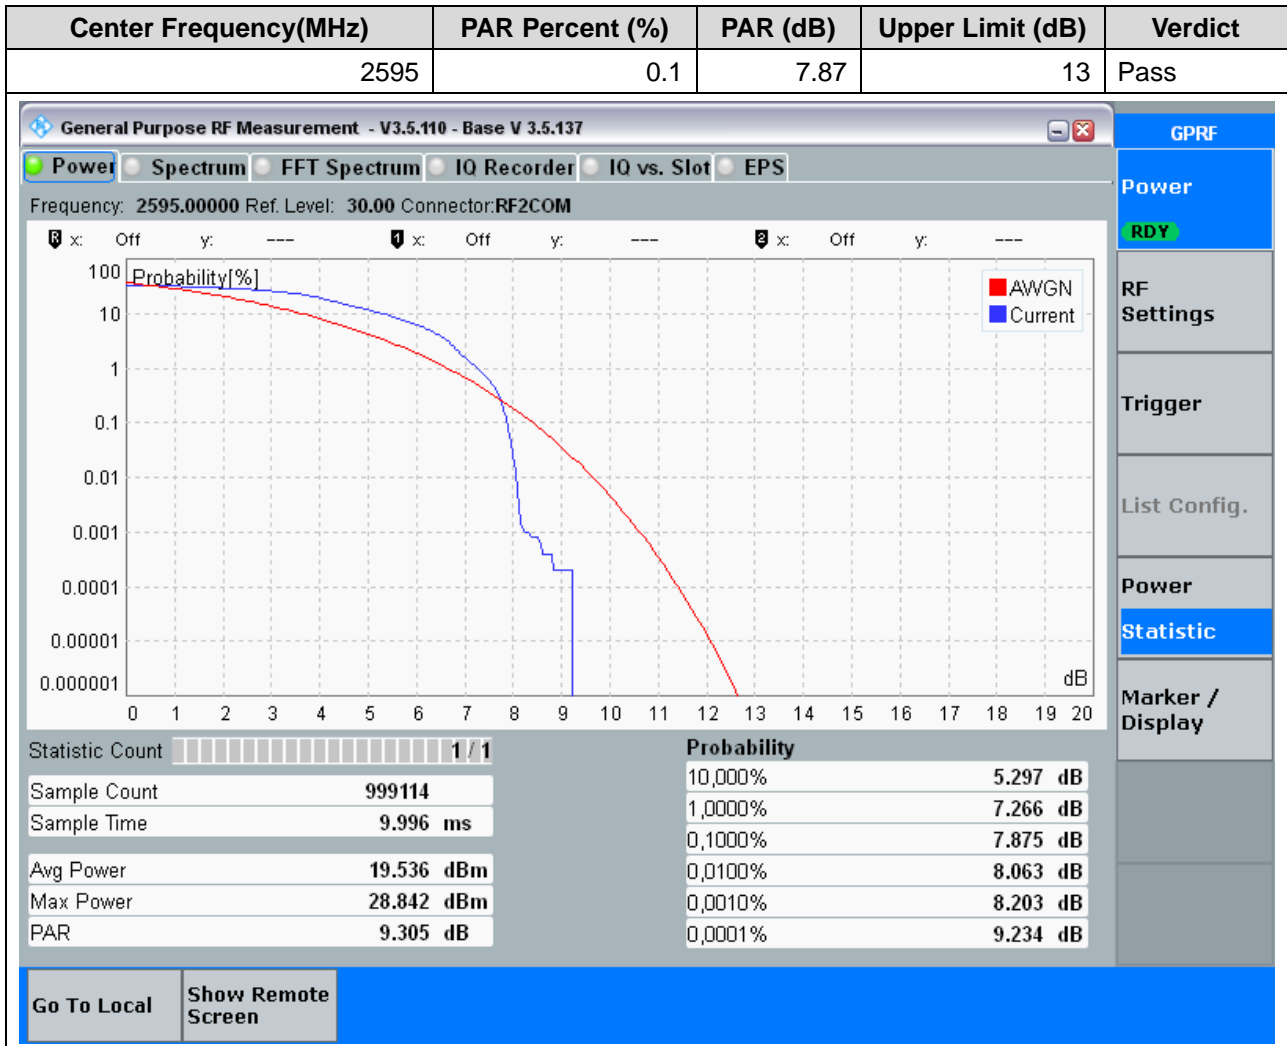 Center Frequency(MHz) PAR Percent (%) PAR (dB) Upper Limit (dB) Verdict
2595 0.1 7.87 13 Pass
General Purpose RF Measurement - V3.5.110 - Base V 3.5.137
GPRF
Power Spectrum FFT Spectrum IQ Recorder IQ vs. Slot EPS
Frequency: 2595.00000 Ref. Level: 30.00 Connector:RF2COM
R x: Off y: --- 1 x: Off y: --- 2 x: Off y: ---
Probability[%]
100
10
1
0.1
0.01
0.001
0.0001
0.00001
0.000001
AWGN
Current
dB
0 1 2 3 4 5 6 7 8 9 10 11 12 13 14 15 16 17 18 19 20
Statistic Count 1 / 1
Sample Count 999114
Sample Time 9.996 ms
Avg Power 19.536 dBm
Max Power 28.842 dBm
PAR 9.305 dB
Probability
10,000% 5.297 dB
1,0000% 7.266 dB
0,1000% 7.875 dB
0,0100% 8.063 dB
0,0010% 8.203 dB
0,0001% 9.234 dB
Power
RDY
RF
Settings
Trigger
List Config.
Power
Statistic
Marker /
Display
Go To Local
Show Remote
Screen